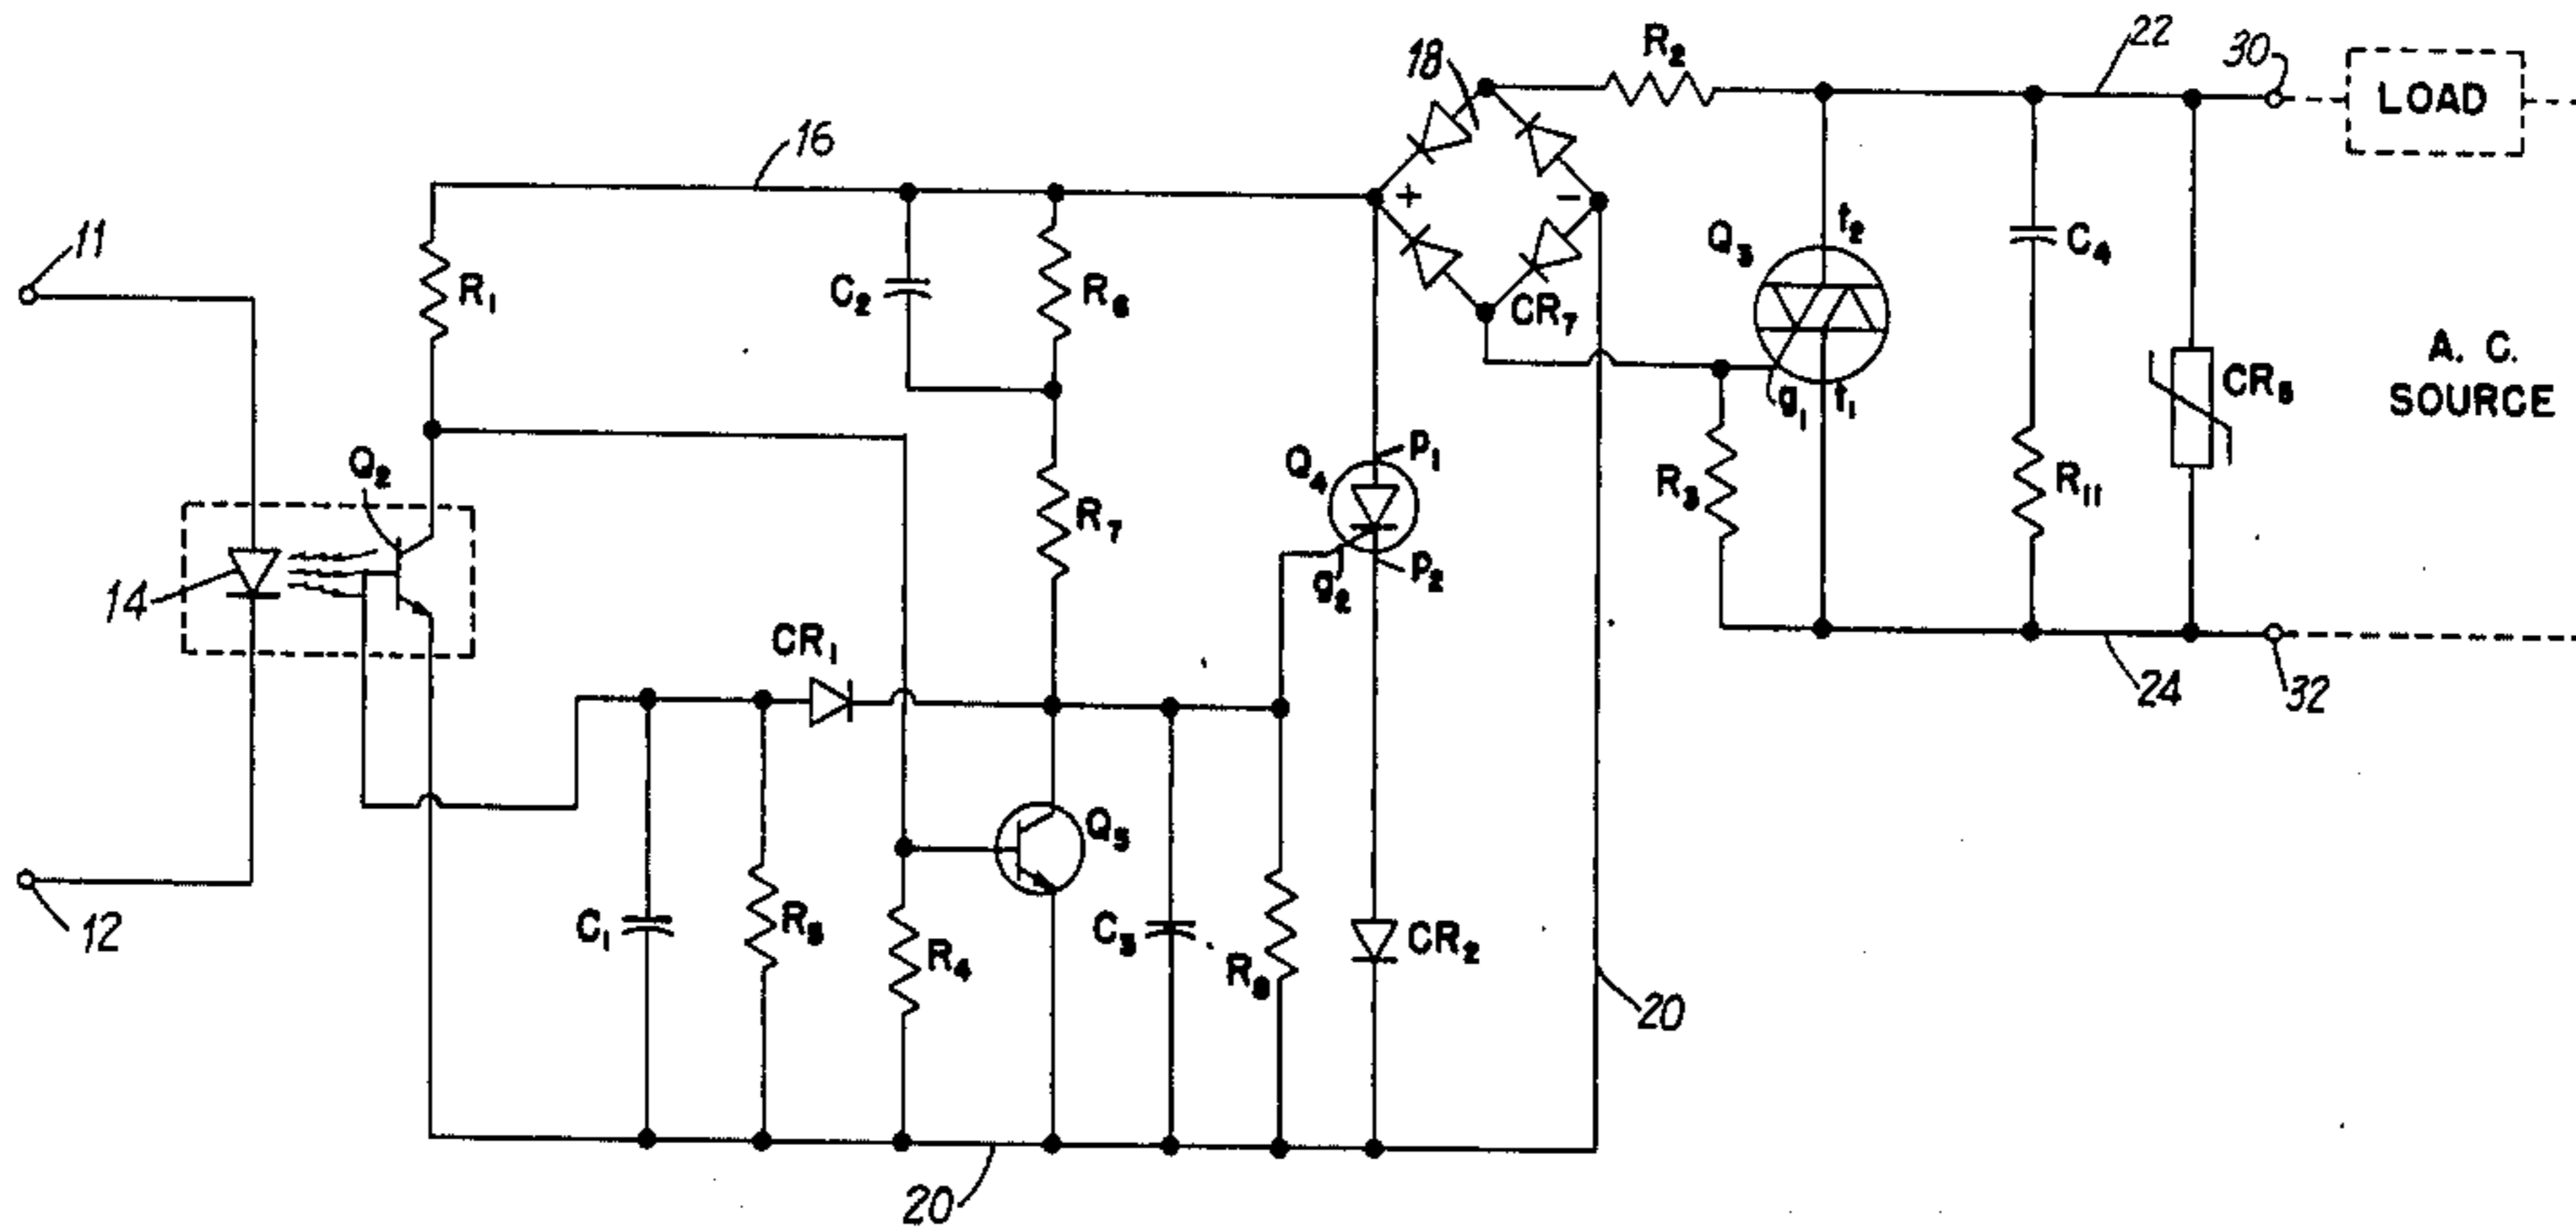 22
30
R₂
18
LOAD
16
11
+
−
t₂
Q₃
C₄
R₁
C₂
R₆
CR₇
A. C.
SOURCE
CR₅
g₁
t₁
p₁
Q₄
Q₂
R₃
R₁₁
R₇
p₂
g₂
14
CR₁
24
32
Q₅
12
C₁
R₅
R₄
C₃
R₈
CR₂
20
20